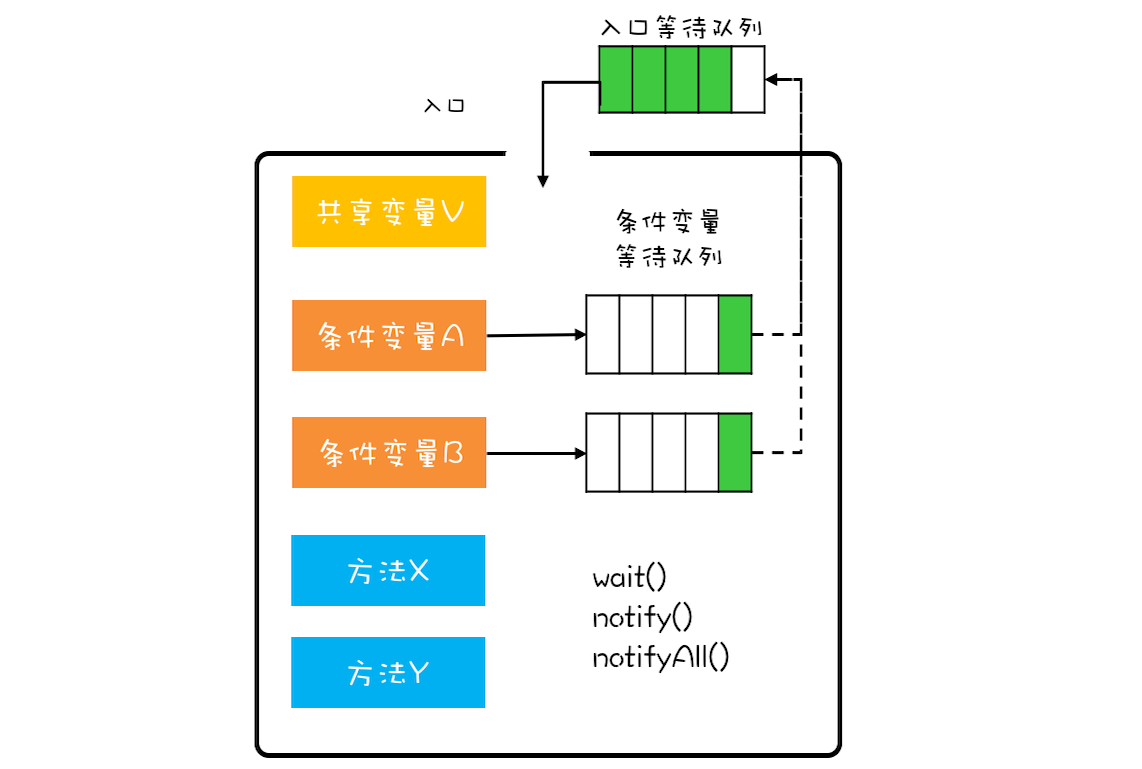 入口等待队列
入口
共享变量V
条件变量
等待队列
条件变量A
条件变量B
方法X
方法Y
wait()
notify()
notifyAll()